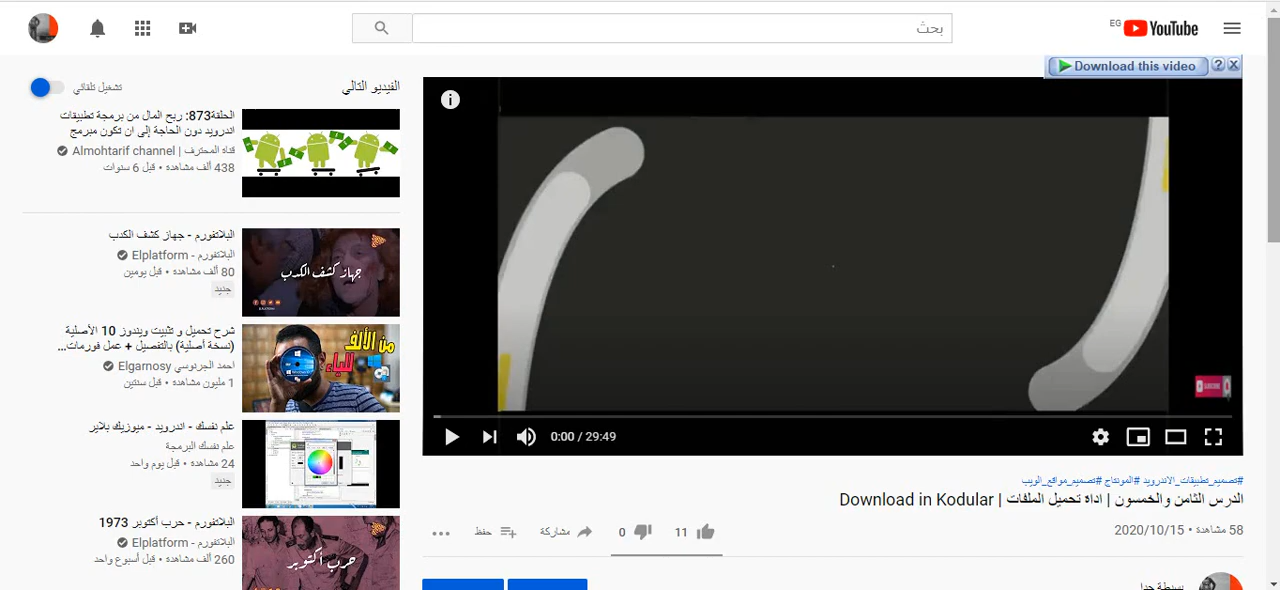 EG YouTube
بحث
Download this video
?
0:00 / 29:49
#تصميم_تطبيقات_الاندرويد #المونتاج #تصميم_مواقع_الويب
الدرس الثامن والخمسون | اداة تحميل الملفات | Download in Kodular
58 مشاهدة • 2020/10/15
11
0
مشاركة
حفظ
بسيطة جدا
الفيديو التالي
تشغيل تلقائي
الحلقة873: ربح المال من برمجة تطبيقات
اندرويد دون الحاجة إلى ان تكون مبرمج
قناة المحترف | Almohtarif channel
438 ألف مشاهدة • قبل 6 سنوات
جهاز كشف الكدب
البلاتفورم - جهاز كشف الكدب
البلاتفورم - Elplatform
80 ألف مشاهدة • قبل يومين
جديد
من الألف
للياء
شرح تحميل و تثبيت ويندوز 10 الأصلية
(نسخة أصلية) بالتفصيل + عمل فورمات...
احمد الجرنوسي Elgarnosy
1 مليون مشاهدة • قبل سنتين
علم نفسك - اندرويد - ميوزيك بلاير
علم نفسك البرمجة
24 مشاهدة • قبل يوم واحد
جديد
حرب أكتوبر
البلاتفورم - حرب أكتوبر 1973
البلاتفورم - Elplatform
260 ألف مشاهدة • قبل أسبوع واحد